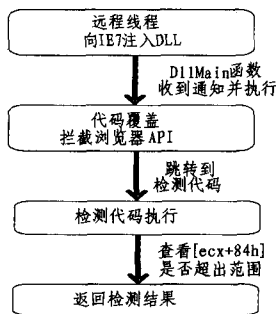 远程线程
向IE7注入DLL
DllMain函数
收到通知并执行
代码覆盖
拦截浏览器API
跳转到
检测代码
检测代码执行
查看[ecx+84h]
是否超出范围
返回检测结果